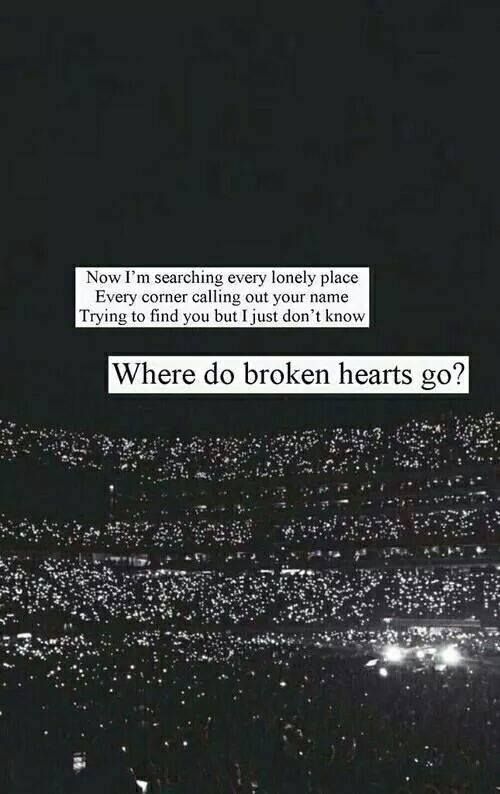 Now I'm searching every lonely place
Every corner calling out your name
Trying to find you but I just don't know
Where do broken hearts go?